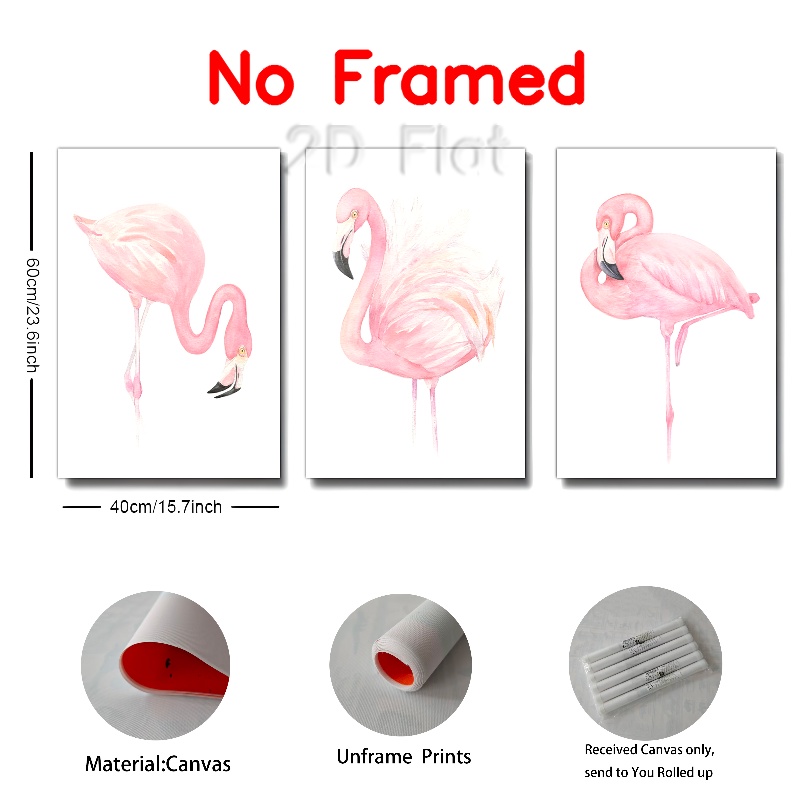 No Framed
2D Flat
60cm/23.6inch
40cm/15.7inch
Material:Canvas
Unframe Prints
Received Canvas only,
send to You Rolled up